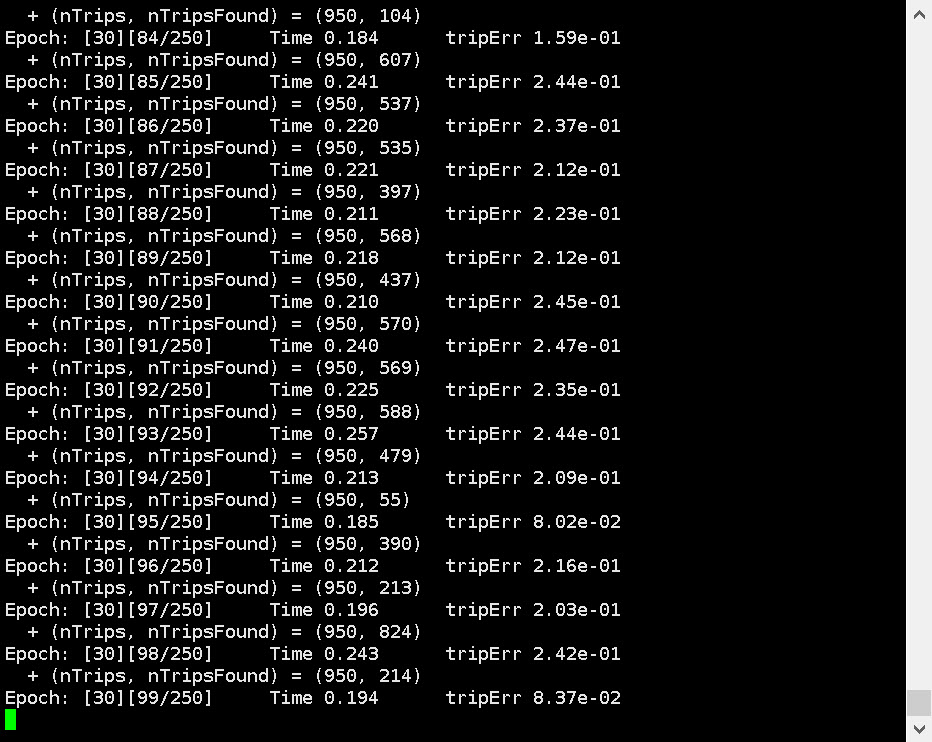 + (nTrips, nTripsFound) = (950, 104)
Epoch: [30][84/250] Time 0.184 tripErr 1.59e-01
+ (nTrips, nTripsFound) = (950, 607)
Epoch: [30][85/250] Time 0.241 tripErr 2.44e-01
+ (nTrips, nTripsFound) = (950, 537)
Epoch: [30][86/250] Time 0.220 tripErr 2.37e-01
+ (nTrips, nTripsFound) = (950, 535)
Epoch: [30][87/250] Time 0.221 tripErr 2.12e-01
+ (nTrips, nTripsFound) = (950, 397)
Epoch: [30][88/250] Time 0.211 tripErr 2.23e-01
+ (nTrips, nTripsFound) = (950, 568)
Epoch: [30][89/250] Time 0.218 tripErr 2.12e-01
+ (nTrips, nTripsFound) = (950, 437)
Epoch: [30][90/250] Time 0.210 tripErr 2.45e-01
+ (nTrips, nTripsFound) = (950, 570)
Epoch: [30][91/250] Time 0.240 tripErr 2.47e-01
+ (nTrips, nTripsFound) = (950, 569)
Epoch: [30][92/250] Time 0.225 tripErr 2.35e-01
+ (nTrips, nTripsFound) = (950, 588)
Epoch: [30][93/250] Time 0.257 tripErr 2.44e-01
+ (nTrips, nTripsFound) = (950, 479)
Epoch: [30][94/250] Time 0.213 tripErr 2.09e-01
+ (nTrips, nTripsFound) = (950, 55)
Epoch: [30][95/250] Time 0.185 tripErr 8.02e-02
+ (nTrips, nTripsFound) = (950, 390)
Epoch: [30][96/250] Time 0.212 tripErr 2.16e-01
+ (nTrips, nTripsFound) = (950, 213)
Epoch: [30][97/250] Time 0.196 tripErr 2.03e-01
+ (nTrips, nTripsFound) = (950, 824)
Epoch: [30][98/250] Time 0.243 tripErr 2.42e-01
+ (nTrips, nTripsFound) = (950, 214)
Epoch: [30][99/250] Time 0.194 tripErr 8.37e-02